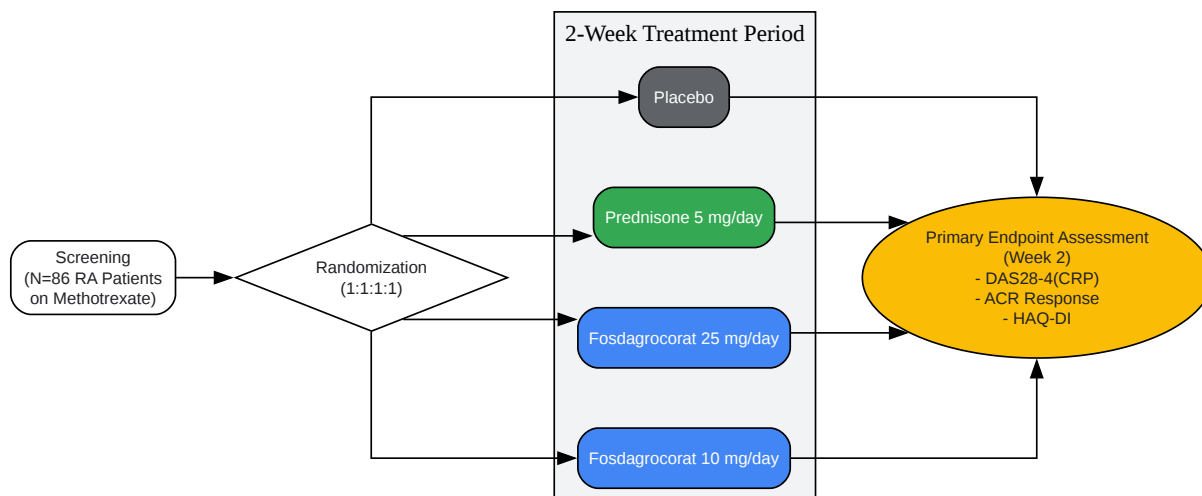 2-Week Treatment Period
Placebo
Prednisone 5 mg/day
Screening
(N=86 RA Patients
on Methotrexate)
Randomization
(1:1:1:1)
Primary Endpoint Assessment
(Week 2)
- DAS28-4(CRP)
- ACR Response
- HAQ-DI
Fosdagrocorat 25 mg/day
Fosdagrocorat 10 mg/day